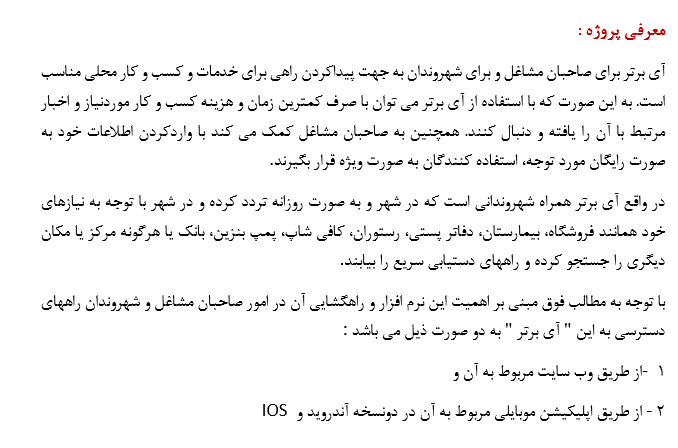 معرفی پروژه :
آی برتر برای صاحبان مشاغل و برای شهروندان به جهت پیداکردن راهی برای خدمات و کسب و کار محلی مناسب
است. به این صورت که با استفاده از آی برتر می توان با صرف کمترین زمان و هزینه کسب و کار موردنیاز و اخبار
مرتبط با آن را یافته و دنبال کنند. همچنین به صاحبان مشاغل کمک می کند با واردکردن اطلاعات خود به
صورت رایگان مورد توجه، استفاده کنندگان به صورت ویژه قرار بگیرند.
در واقع آی برتر همراه شهروندانی است که در شهر و به صورت روزانه تردد کرده و در شهر با توجه به نیازهای
خود همانند فروشگاه، بیمارستان، دفاتر پستی، رستوران، کافی شاپ، پمپ بنزین، بانک یا هرگونه مرکز یا مکان
دیگری را جستجو کرده و راههای دستیابی سریع را بیابند.
با توجه به مطالب فوق مبنی بر اهمیت این نرم افزار و راهگشایی آن در امور صاحبان مشاغل و شهروندان راههای
دسترسی به این " آی برتر " به دو صورت ذیل می باشد :
۱ -از طریق وب سایت مربوط به آن و
۲ - از طریق اپلیکیشن موبایلی مربوط به آن در دونسخه آندروید و IOS